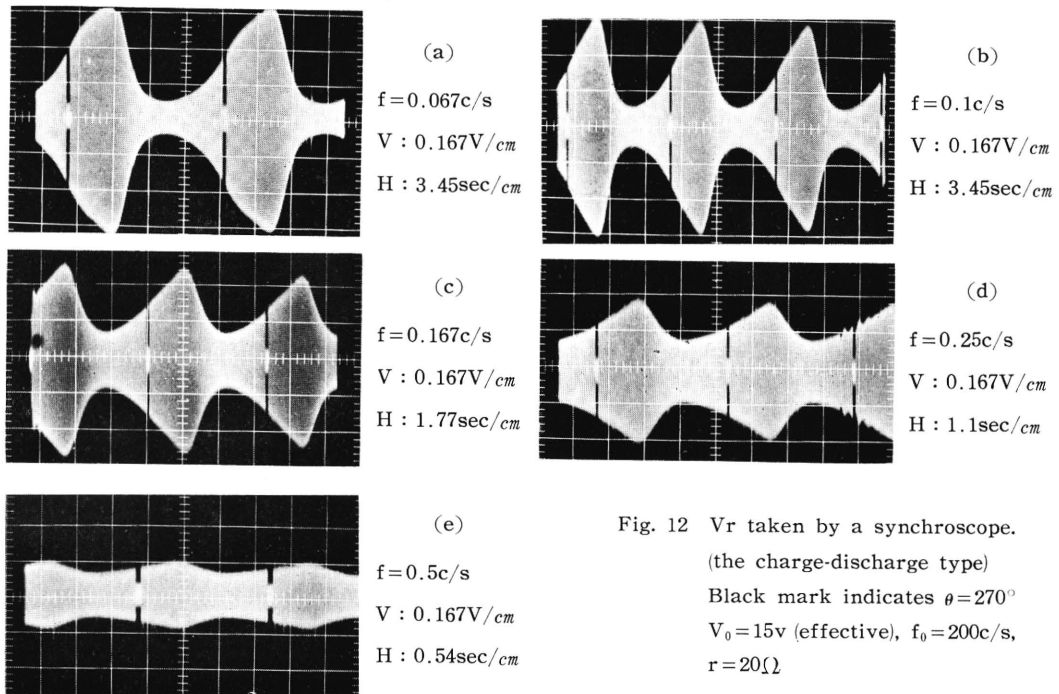 (a)
f=0.067c/s
V : 0.167V/cm
H : 3.45sec/cm
(b)
f=0.1c/s
V : 0.167V/cm
H : 3.45sec/cm
(c)
f=0.167c/s
V : 0.167V/cm
H : 1.77sec/cm
(d)
f=0.25c/s
V : 0.167V/cm
H : 1.1sec/cm
(e)
f=0.5c/s
V : 0.167V/cm
H : 0.54sec/cm
Fig. 12 Vr taken by a synchroscope.
(the charge-discharge type)
Black mark indicates θ=270°
V₀=15v (effective), f₀=200c/s,
r=20Ω